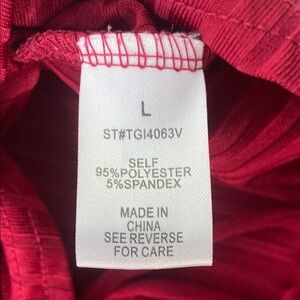 L
ST#TGI4063V
SELF
95%POLYESTER
5%SPANDEX
MADE IN
CHINA
SEE REVERSE
FOR CARE